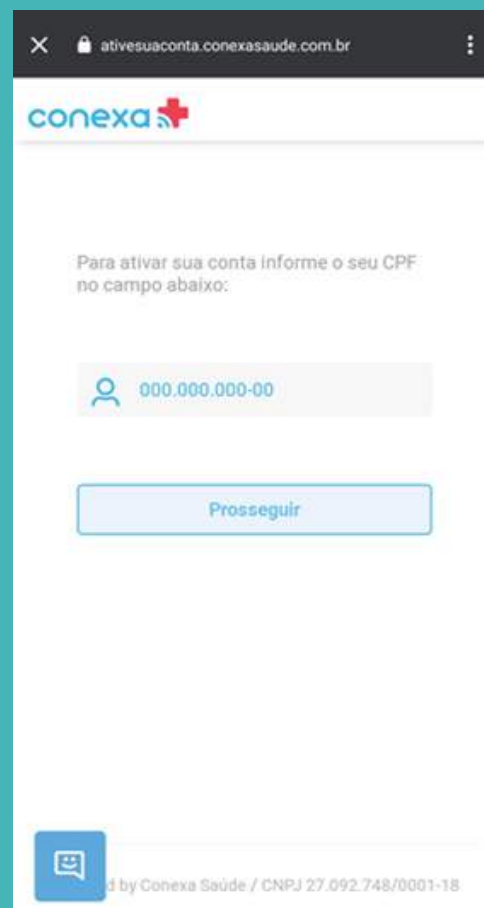 ativesuaconta.conexasaude.com.br
conexa
Para ativar sua conta informe o seu CPF
no campo abaixo:
000.000.000-00
Prosseguir
by Conexa Saúde / CNPJ 27.092.748/0001-18